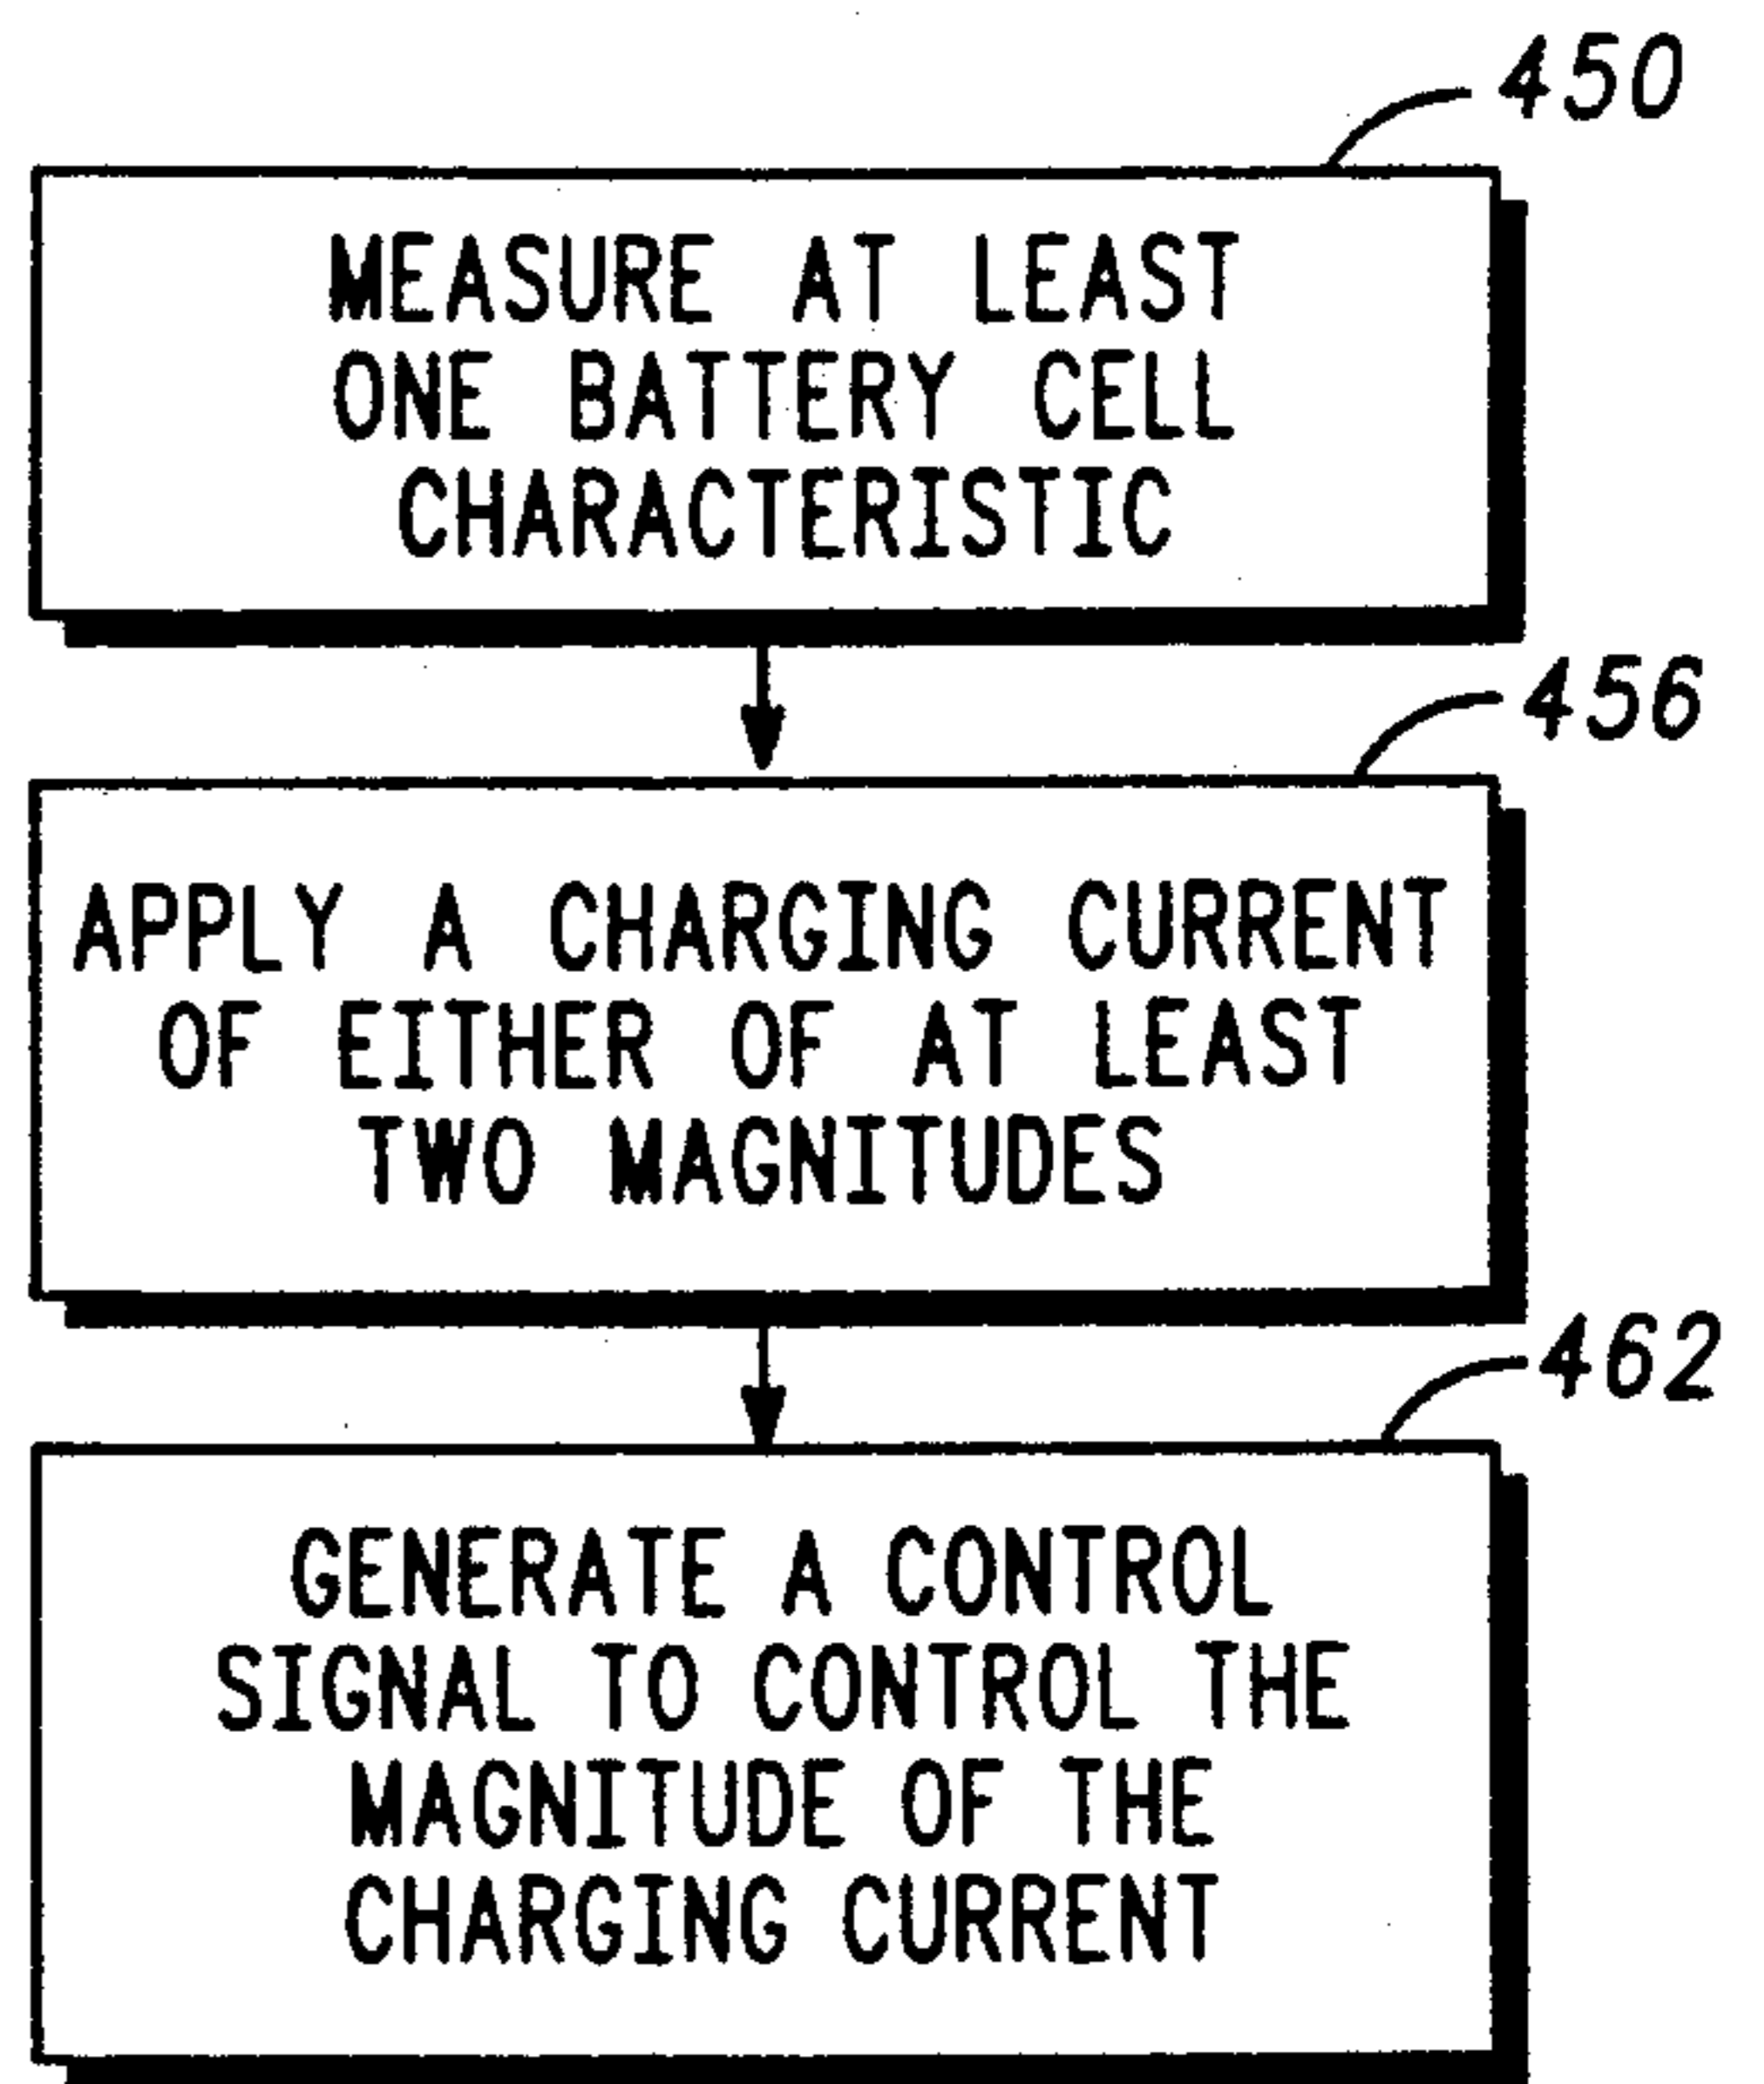 450
MEASURE AT LEAST
ONE BATTERY CELL
CHARACTERISTIC
456
APPLY A CHARGING CURRENT
OF EITHER OF AT LEAST
TWO MAGNITUDES
462
GENERATE A CONTROL
SIGNAL TO CONTROL THE
MAGNITUDE OF THE
CHARGING CURRENT